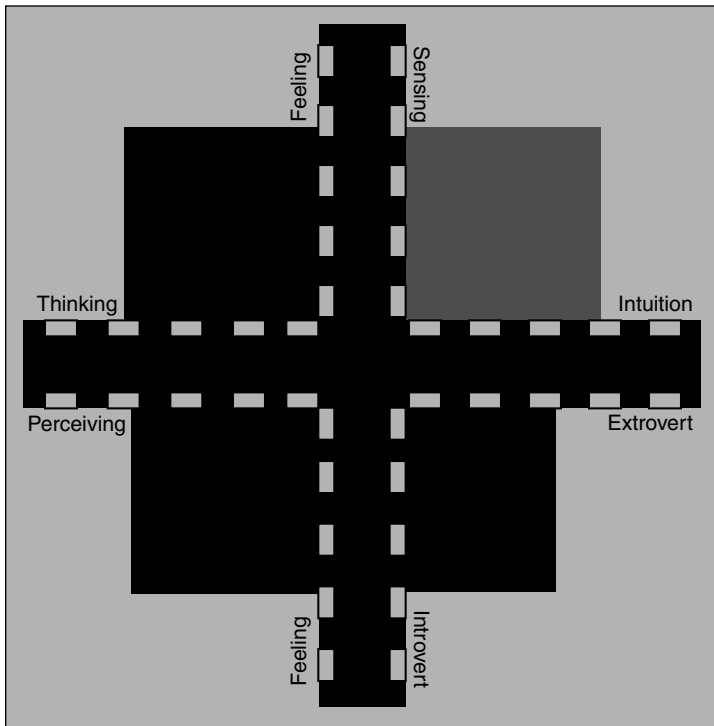 Feeling
Sensing
Thinking
Intuition
Perceiving
Extrovert
Feeling
Introvert